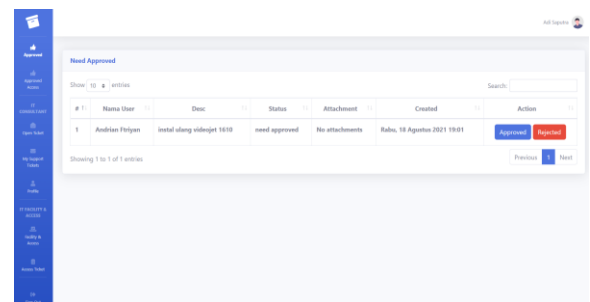 Adi Saputra
Approved
Approved
Access
IT
CONSULTANT
Open Ticket
My Support
Tickets
Profile
IT FACILITY &
ACCESS
Facility &
Access
Access Ticket
Need Approved
Show 10 entries
Search:
# Nama User Desc Status Attachment Created Action
1 Andrian Fitriyan instal ulang videojet 1610 need approved No attachments Rabu, 18 Agustus 2021 19:01 Approved Rejected
Showing 1 to 1 of 1 entries
Previous 1 Next